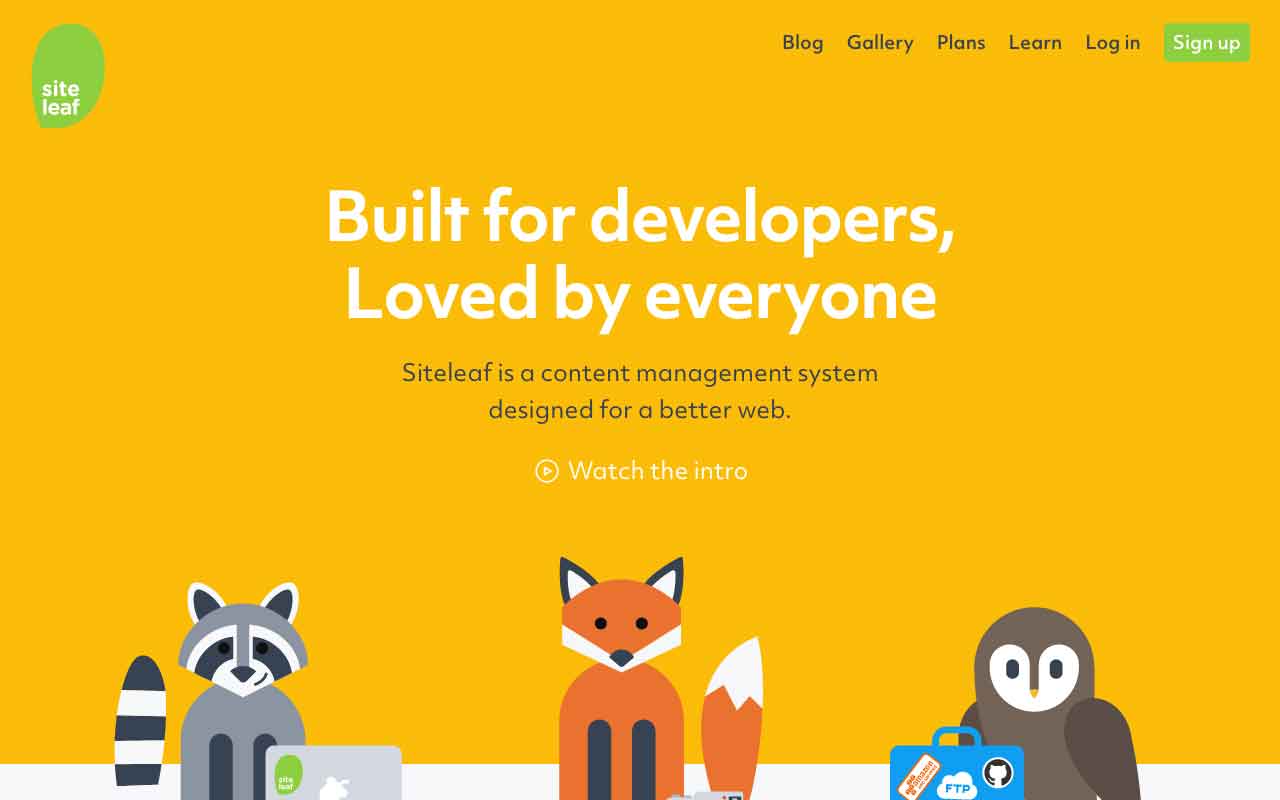 site
leaf
Blog Gallery Plans Learn Log in Sign up
Built for developers,
Loved by everyone
Siteleaf is a content management system
designed for a better web.
Watch the intro
site
leaf
amazon
FTP